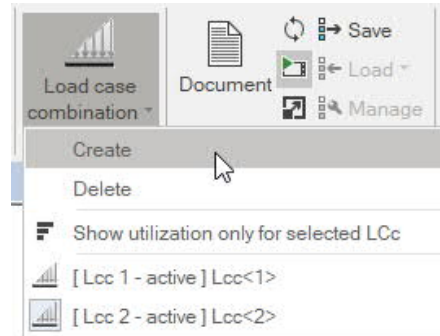 Load case
combination
Document
Save
Load
Manage
Create
Delete
Show utilization only for selected LCc
[ Lcc 1 - active ] Lcc<1>
[ Lcc 2 - active ] Lcc<2>